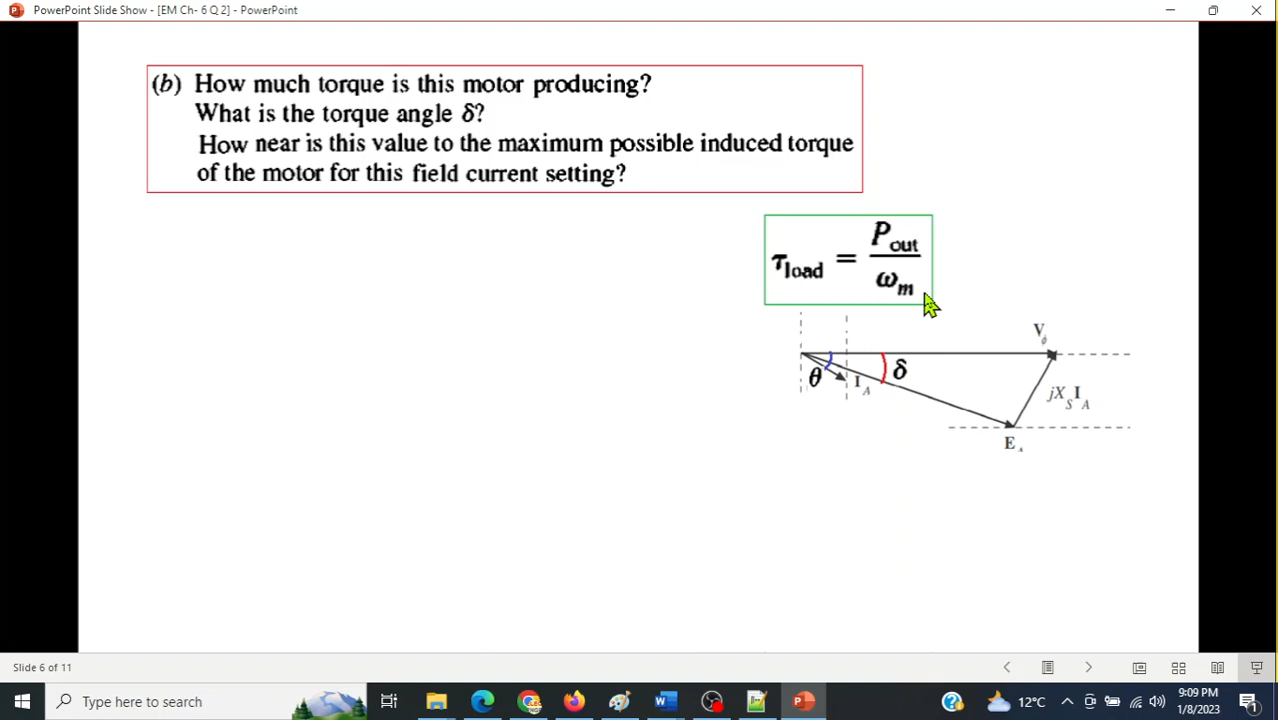 PowerPoint Slide Show - [EM Ch- 6 Q 2] - PowerPoint
(b) How much torque is this motor producing?
What is the torque angle δ?
How near is this value to the maximum possible induced torque
of the motor for this field current setting?
τload = Pout / ωm
Vϕ
θ
IA
δ
jXSIA
EA
Slide 6 of 11
Type here to search
12°C
9:09 PM
1/8/2023
1